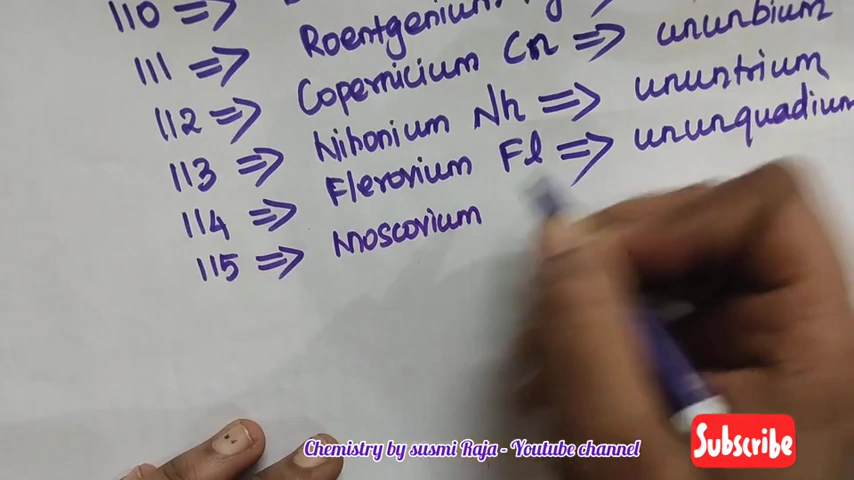 110 =>
111 => Roentgenium
112 => Copernicium Cn => ununbium
113 => Nihonium Nh => ununtrium
114 => Flerovium Fl => ununquadium
115 => Moscovium
Chemistry by susmi Raja - Youtube channel
Subscribe